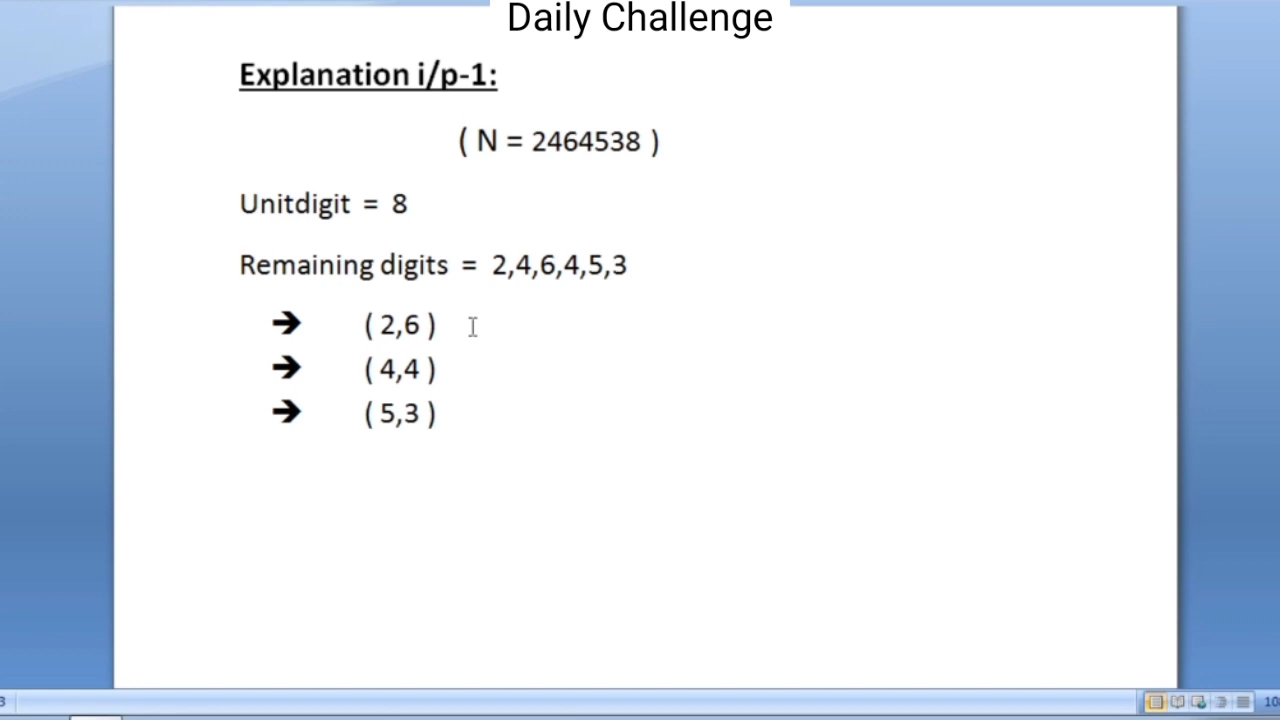 Daily Challenge
Explanation i/p-1:
( N = 2464538 )
Unitdigit = 8
Remaining digits = 2,4,6,4,5,3
➔ ( 2,6 )
➔ ( 4,4 )
➔ ( 5,3 )